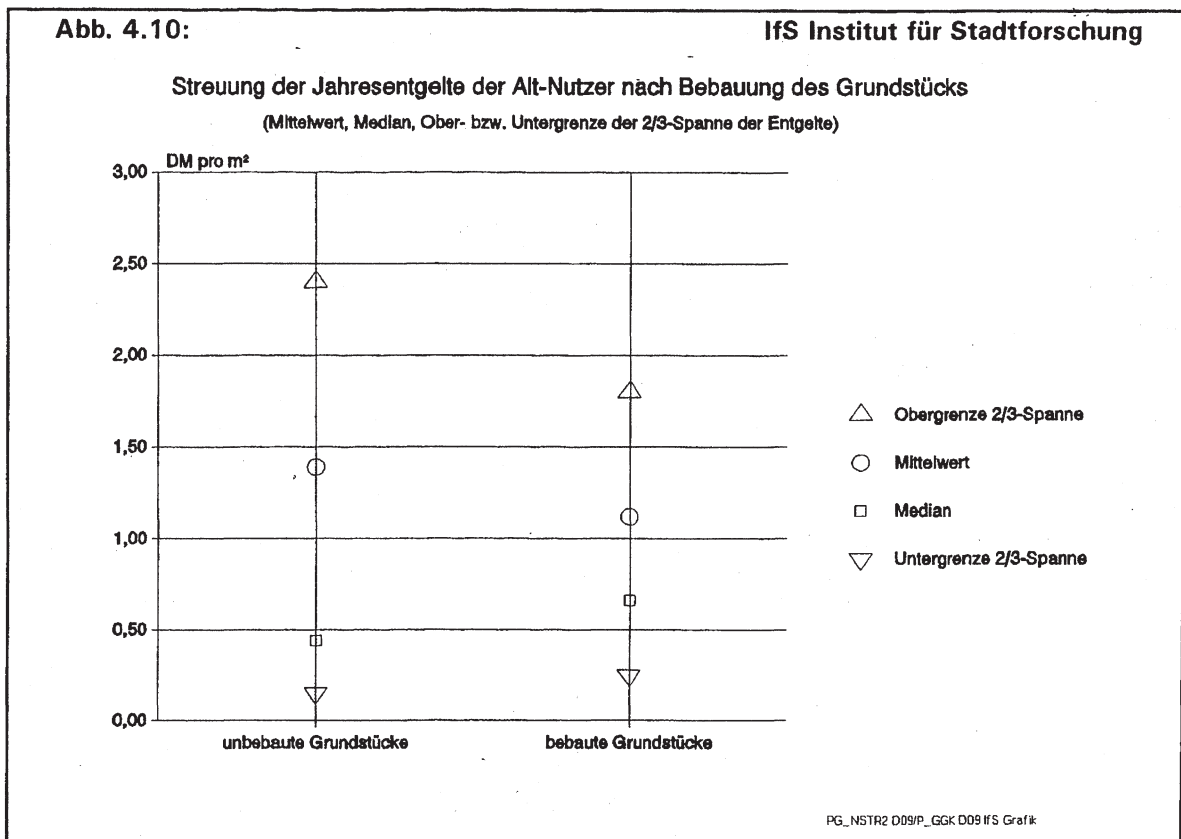 Abb. 4.10:
IfS Institut für Stadtforschung
Streuung der Jahresentgelte der Alt-Nutzer nach Bebauung des Grundstücks
(Mittelwert, Median, Ober- bzw. Untergrenze der 2/3-Spanne der Entgelte)
DM pro m²
3,00
2,50
2,00
1,50
1,00
0,50
0,00
unbebaute Grundstücke
bebaute Grundstücke
Obergrenze 2/3-Spanne
Mittelwert
Median
Untergrenze 2/3-Spanne
PG_NSTR2 D09/P_GGK D09 IfS Grafik